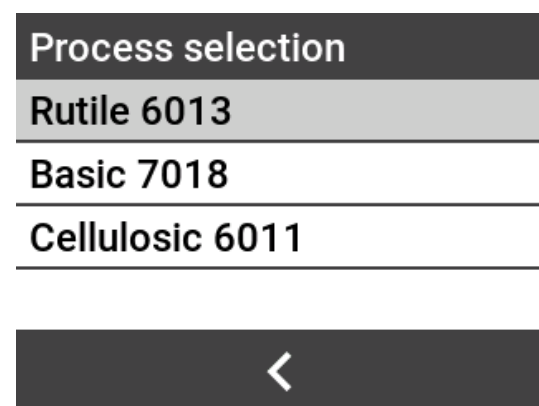 Process selection
Rutile 6013
Basic 7018
Cellulosic 6011